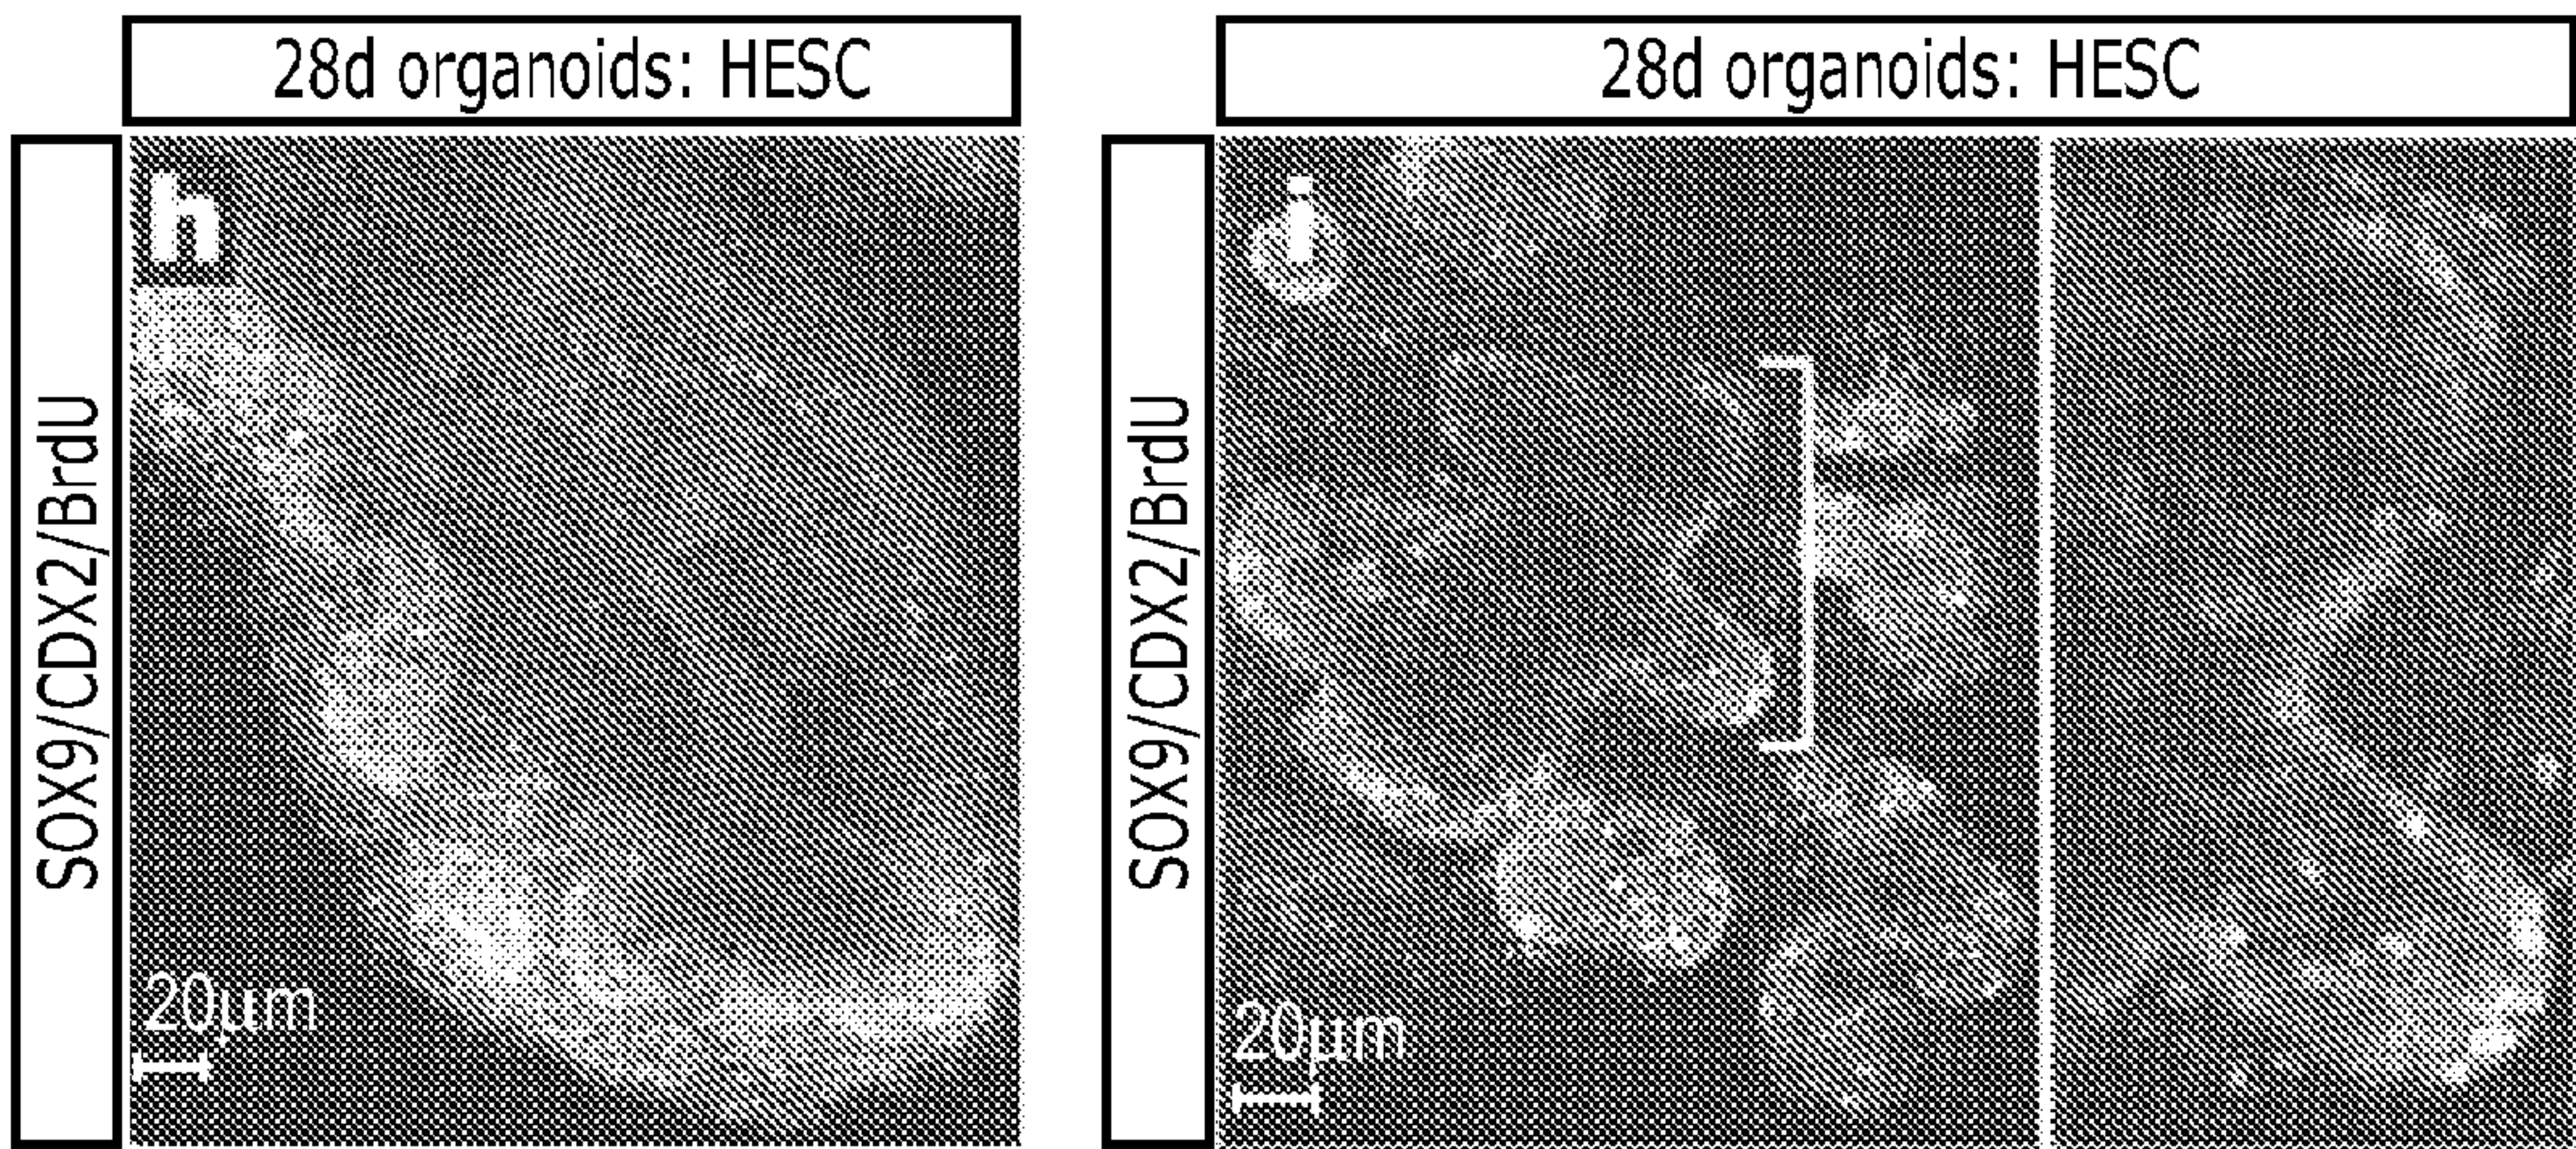 28d organoids: HESC
SOX9/CDX2/BrdU
h
20μm
28d organoids: HESC
SOX9/CDX2/BrdU
i
20μm